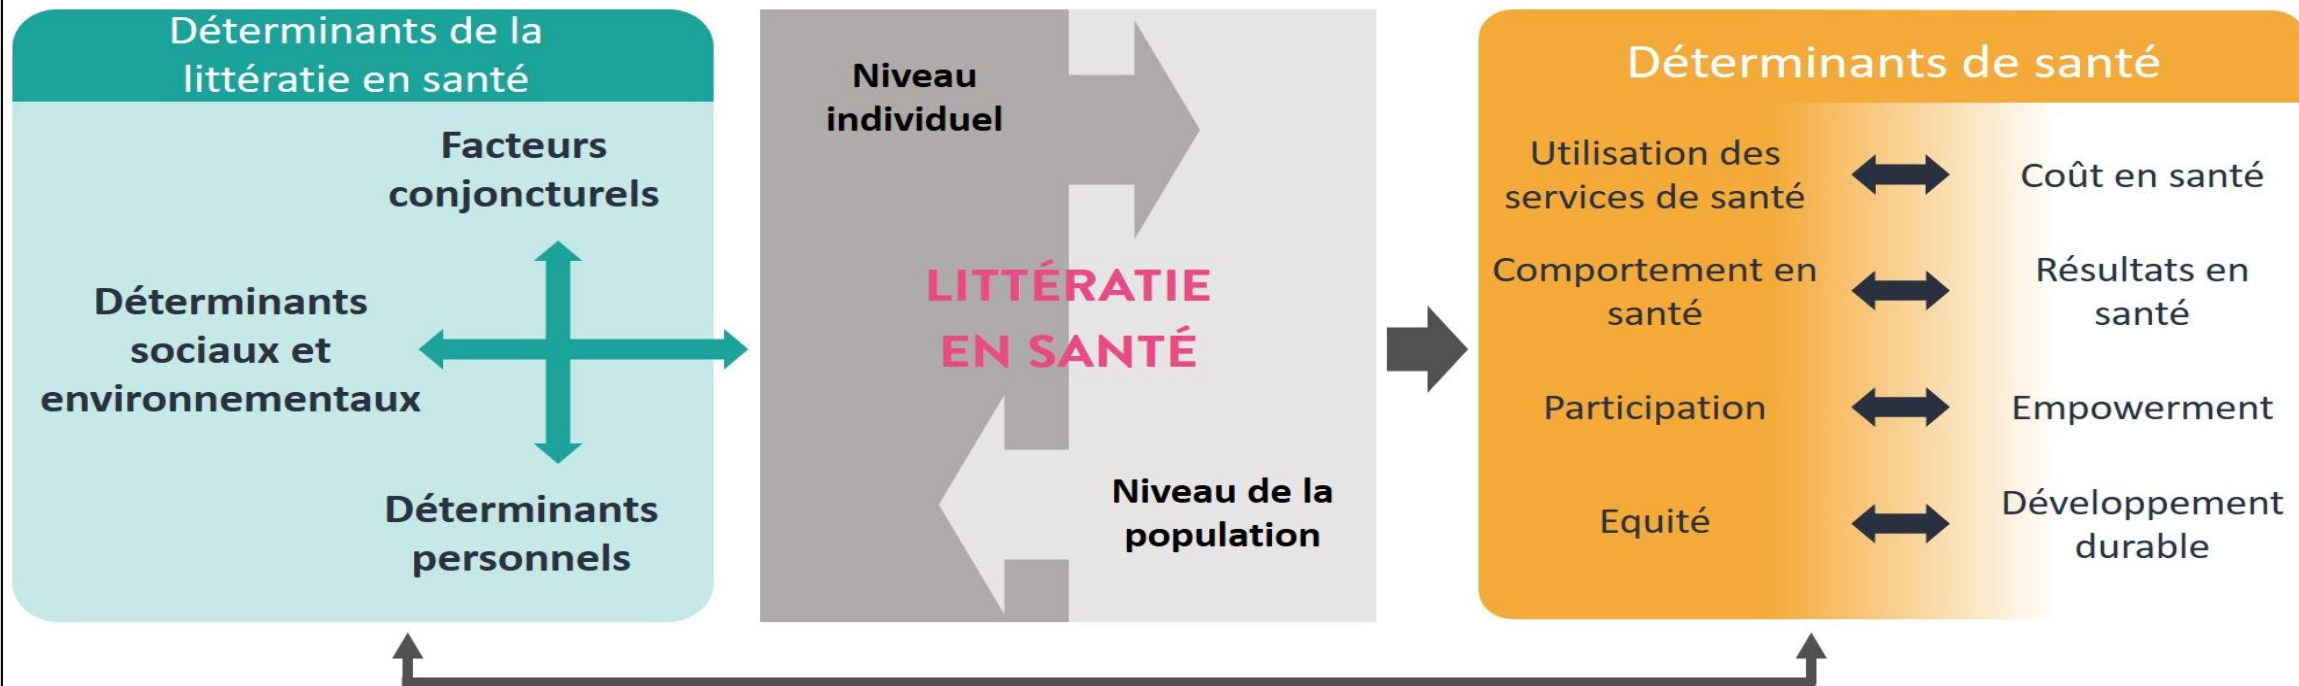 Déterminants de la
littératie en santé
Facteurs
conjoncturels
Déterminants
sociaux et
environnementaux
Déterminants
personnels
Niveau
individuel
LITTÉRATIE
EN SANTÉ
Niveau de la
population
Déterminants de santé
Utilisation des
services de santé
Coût en santé
Comportement en
santé
Résultats en
santé
Participation
Empowerment
Equité
Développement
durable